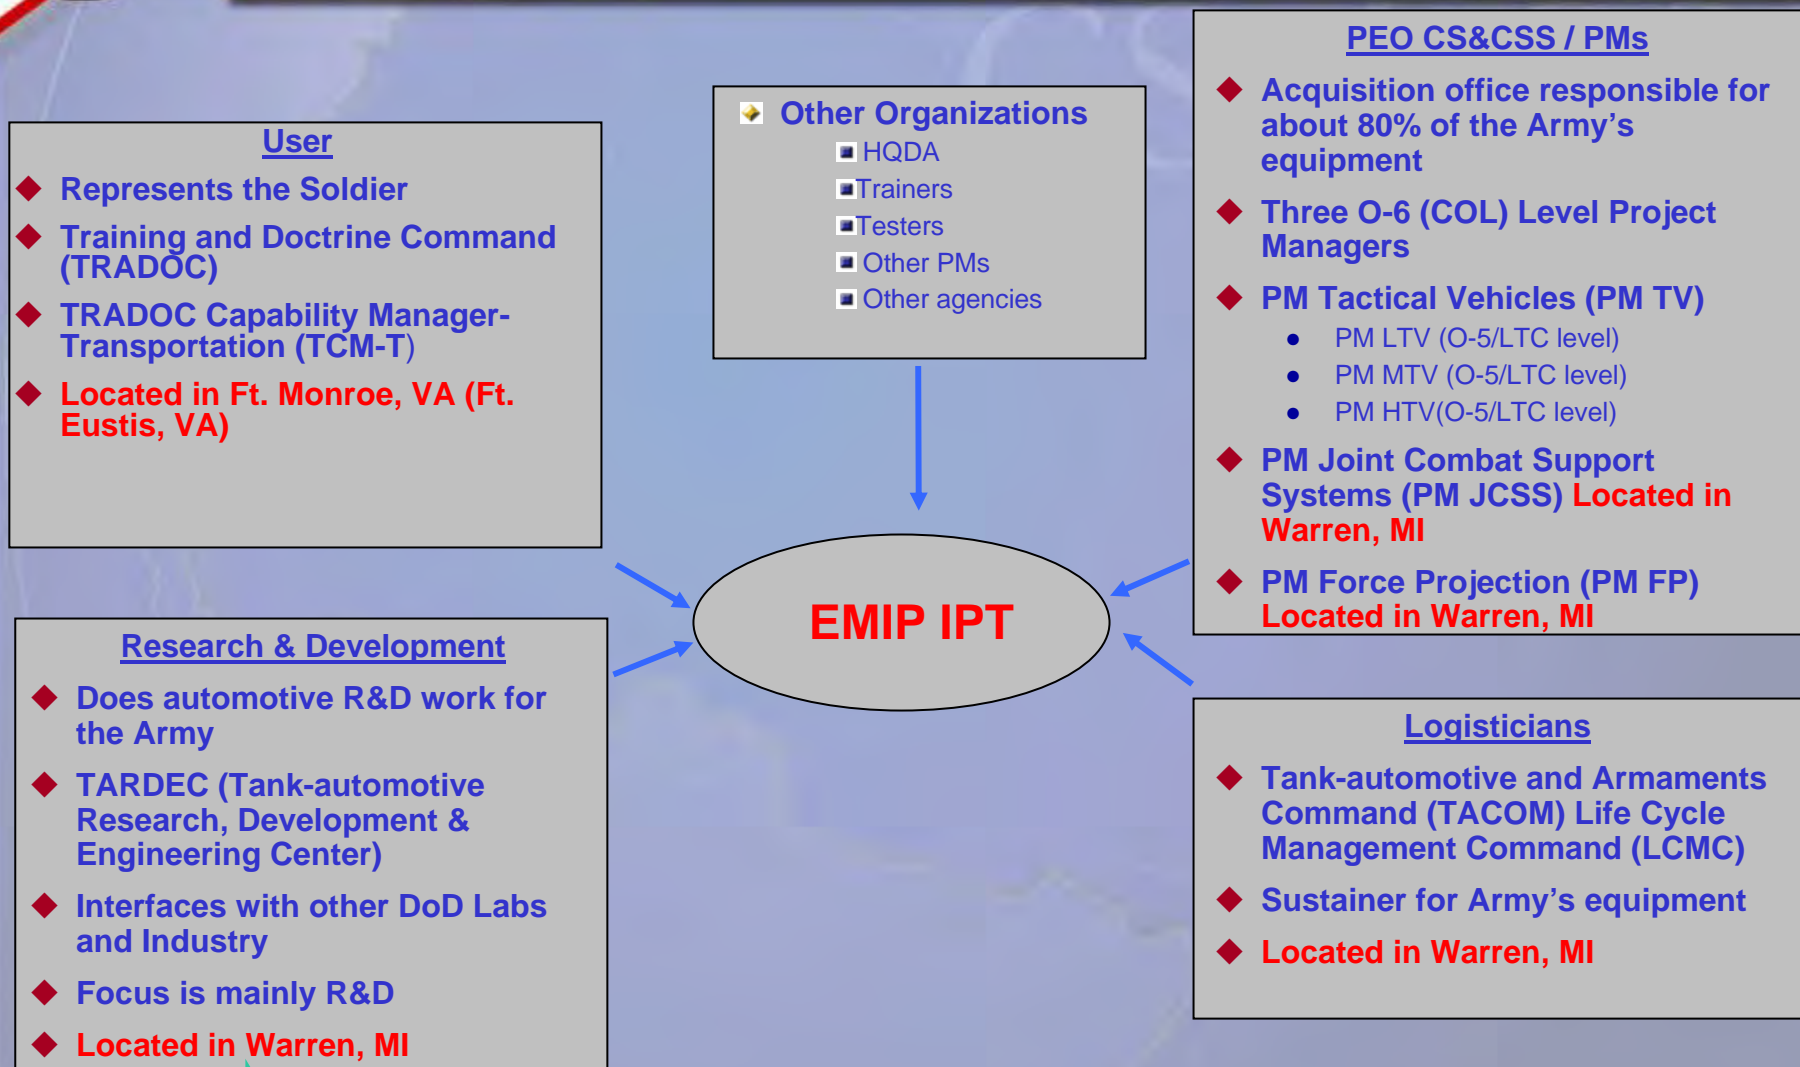 User
Represents the Soldier
Training and Doctrine Command
(TRADOC)
TRADOC Capability Manager-
Transportation (TCM-T)
Located in Ft. Monroe, VA (Ft.
Eustis, VA)
Other Organizations
HQDA
Trainers
Testers
Other PMs
Other agencies
PEO CS&CSS / PMs
Acquisition office responsible for
about 80% of the Army's
equipment
Three O-6 (COL) Level Project
Managers
PM Tactical Vehicles (PM TV)
PM LTV (O-5/LTC level)
PM MTV (O-5/LTC level)
PM HTV(O-5/LTC level)
PM Joint Combat Support
Systems (PM JCSS) Located in
Warren, MI
PM Force Projection (PM FP)
Located in Warren, MI
EMIP IPT
Research & Development
Does automotive R&D work for
the Army
TARDEC (Tank-automotive
Research, Development &
Engineering Center)
Interfaces with other DoD Labs
and Industry
Focus is mainly R&D
Located in Warren, MI
Logisticians
Tank-automotive and Armaments
Command (TACOM) Life Cycle
Management Command (LCMC)
Sustainer for Army's equipment
Located in Warren, MI